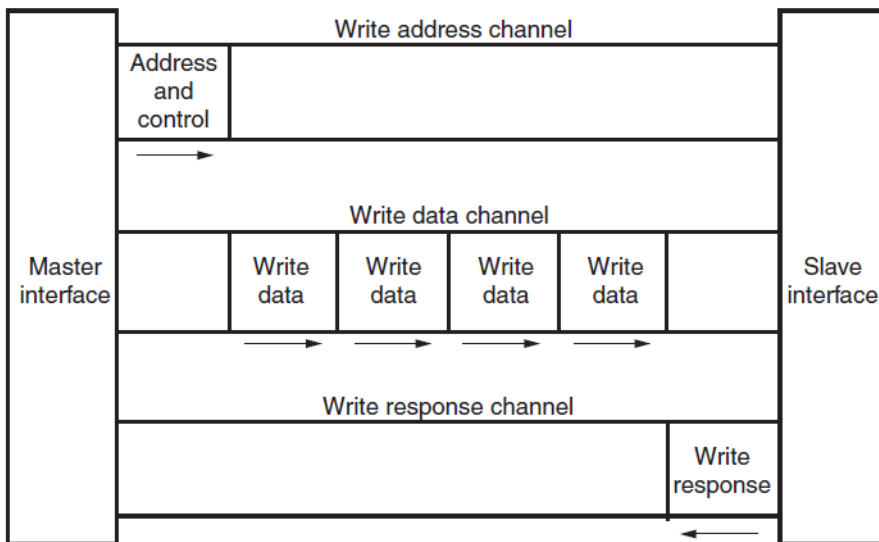 Write address channel
Address
and
control
Write data channel
Master
interface
Write
data
Write
data
Write
data
Write
data
Slave
interface
Write response channel
Write
response